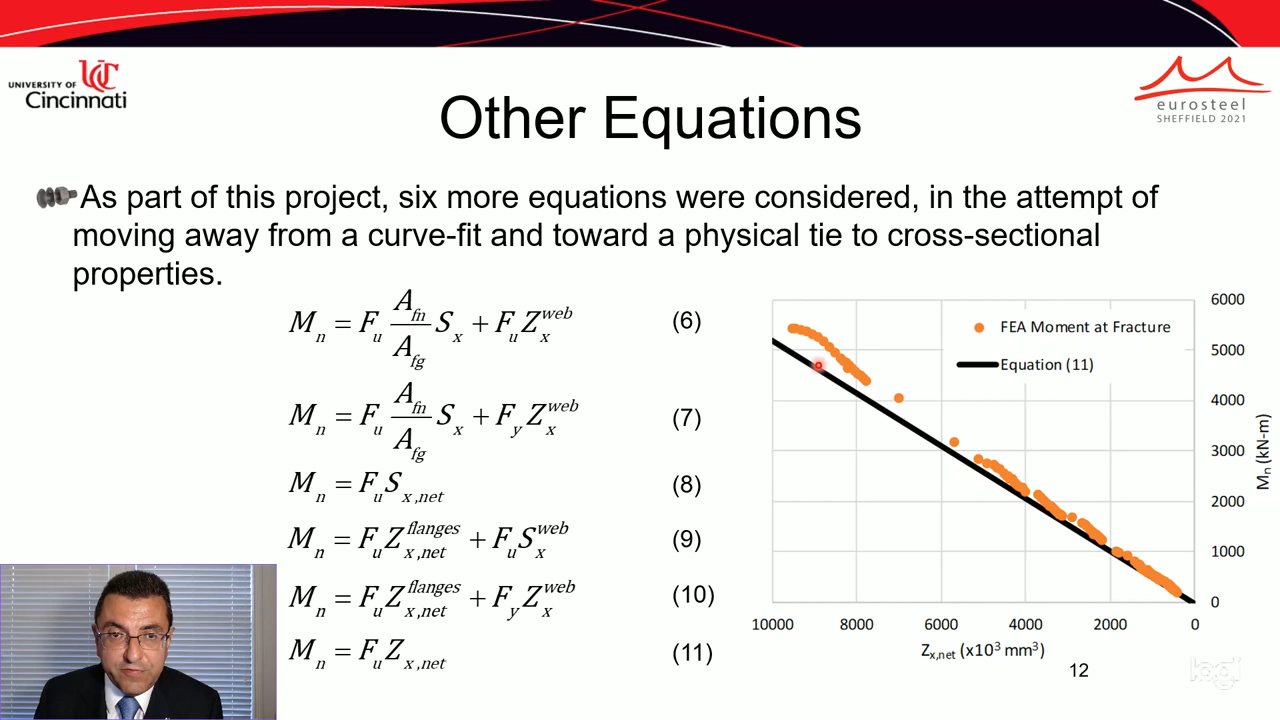 UNIVERSITY OF
Cincinnati
UC
eurosteel
SHEFFIELD 2021
Other Equations
As part of this project, six more equations were considered, in the attempt of
moving away from a curve-fit and toward a physical tie to cross-sectional
properties.
M_n = F_u A_fn/A_fg S_x + F_u Z_x^web (6)
M_n = F_u A_fn/A_fg S_x + F_y Z_x^web (7)
M_n = F_u S_x,net (8)
M_n = F_u Z_x,net^flanges + F_u S_x^web (9)
M_n = F_u Z_x,net^flanges + F_y Z_x^web (10)
M_n = F_u Z_x,net (11)
FEA Moment at Fracture
Equation (11)
6000
5000
4000
3000
2000
1000
0
M_n (kN-m)
10000 8000 6000 4000 2000 0
Z_x,net (x10³ mm³)
12